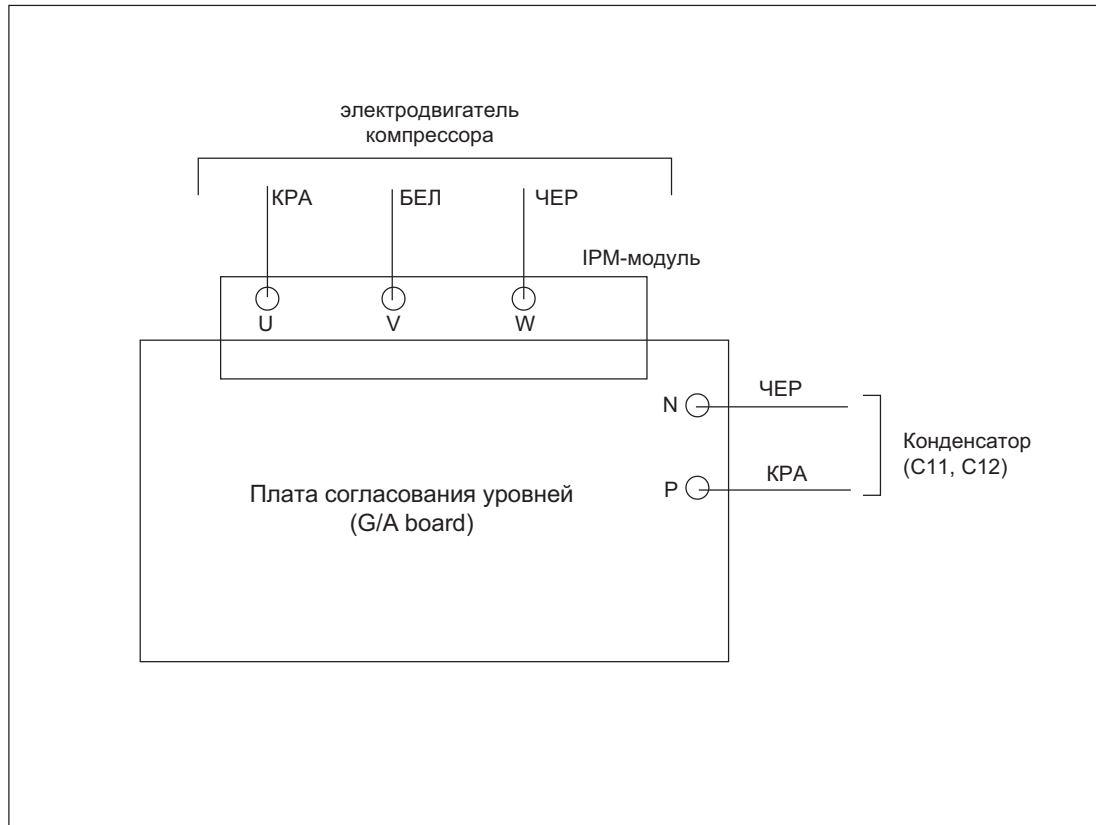 электродвигатель
компрессора
КРА
БЕЛ
ЧЕР
IPM-модуль
U
V
W
N
ЧЕР
P
КРА
Конденсатор
(C11, C12)
Плата согласования уровней
(G/A board)